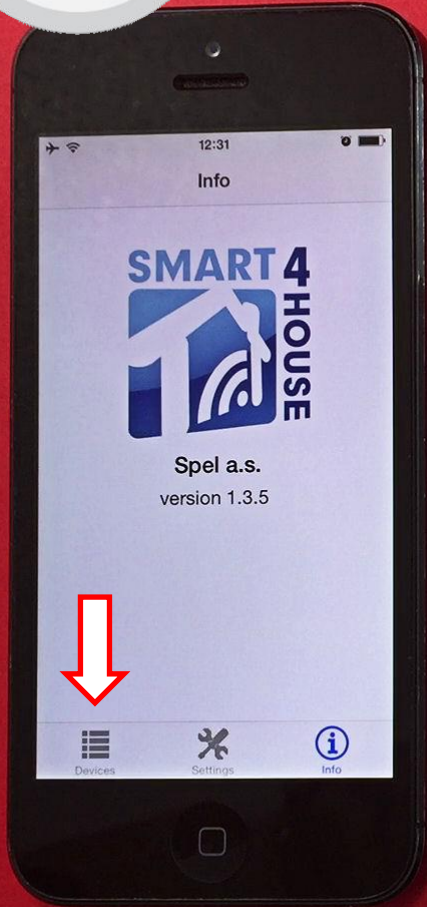 12:31
Info
SMART 4
HOUSE
Spel a.s.
version 1.3.5
Devices
Settings
Info